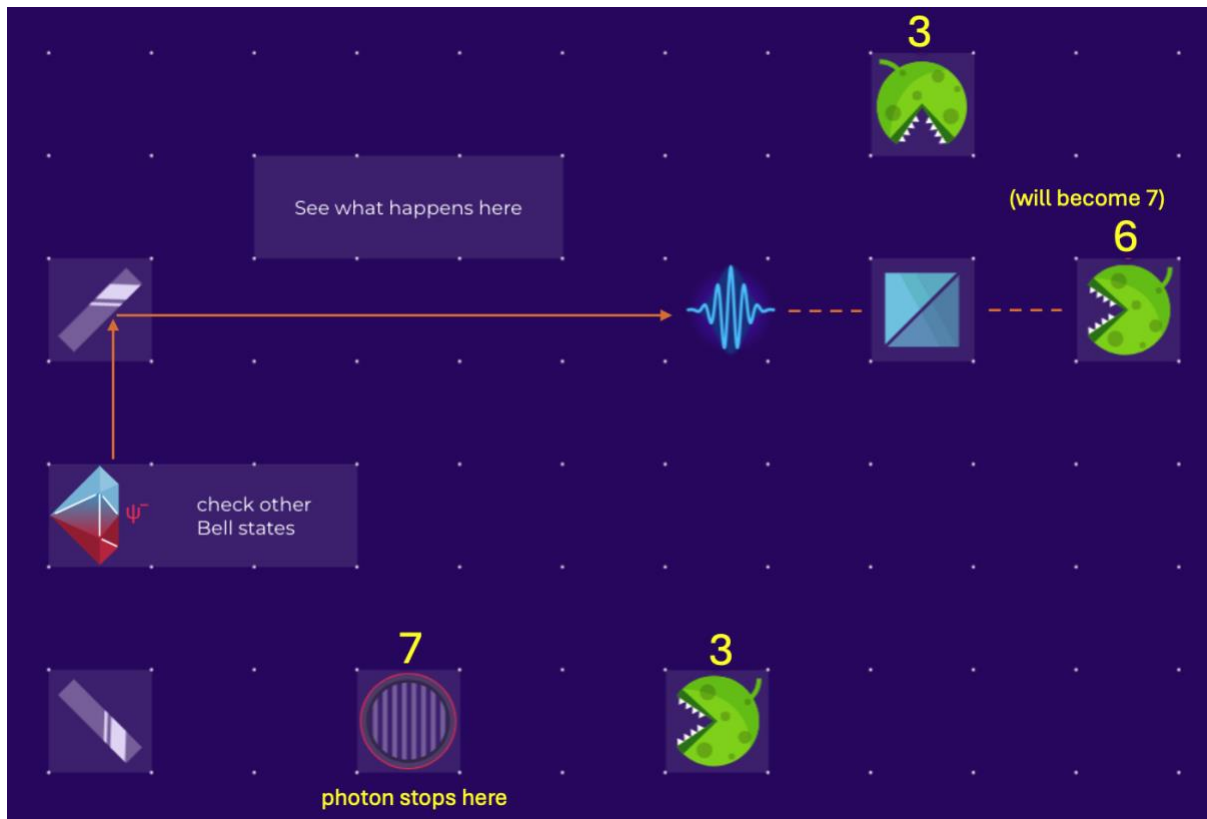 3
See what happens here
(will become 7)
6
ψ⁻
check other
Bell states
7
3
photon stops here